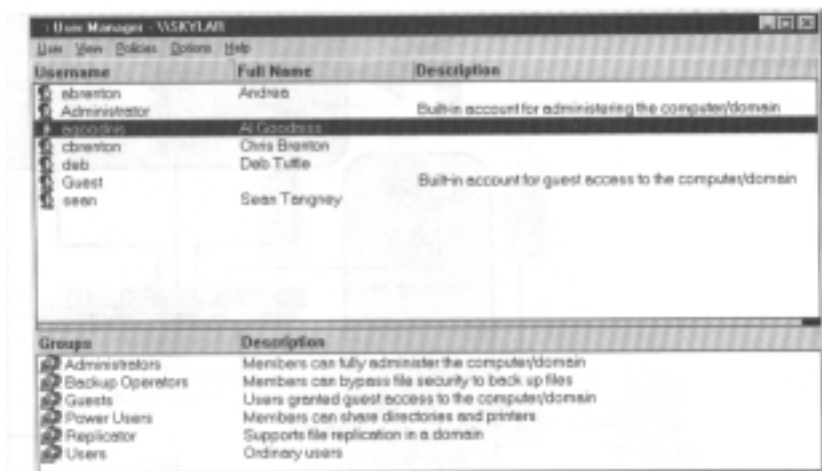 User Manager - \\SKYLAR
User View Policies Options Help
Username Full Name Description
abrenton Andrea
Administrator Built-in account for administering the computer/domain
agoodnis Al Goodniss
cbrenton Chris Brenton
deb Deb Tuttle
Guest Built-in account for guest access to the computer/domain
sean Sean Tangney
Groups Description
Administrators Members can fully administer the computer/domain
Backup Operators Members can bypass file security to back up files
Guests Users granted guest access to the computer/domain
Power Users Members can share directories and printers
Replicator Supports file replication in a domain
Users Ordinary users